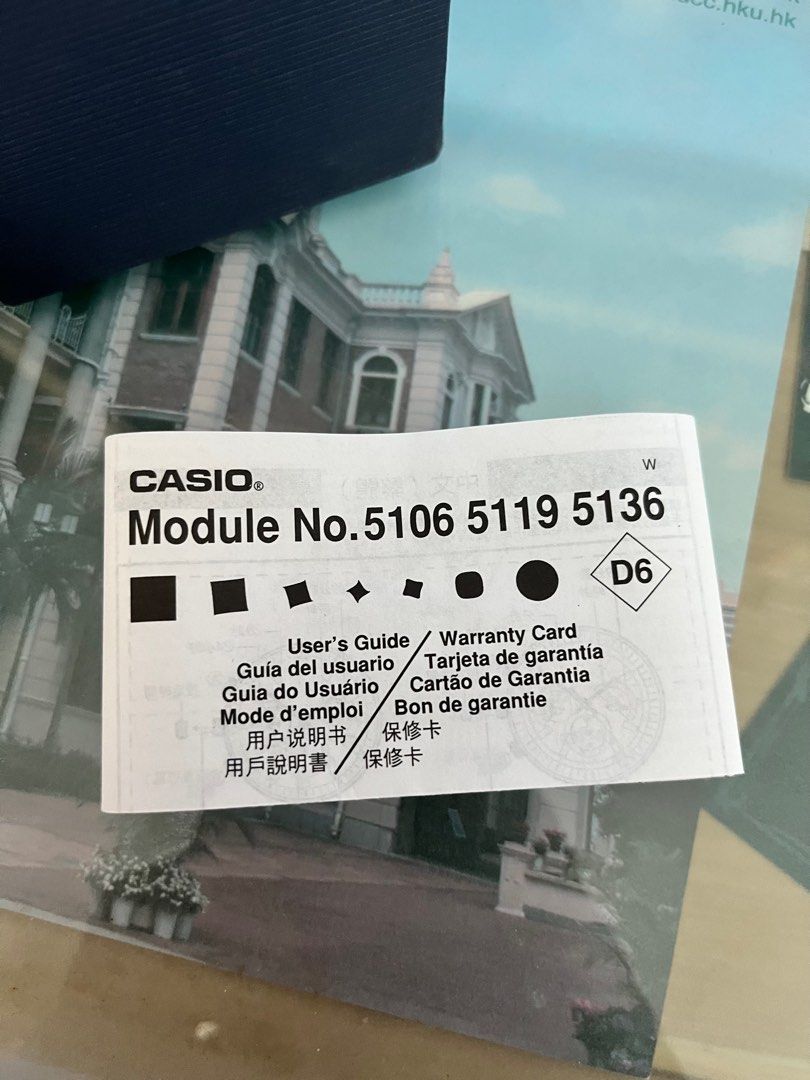 cc.hku.hk
CASIO®
W
Module No.5106 5119 5136
D6
User's Guide / Warranty Card
Guía del usuario / Tarjeta de garantía
Guia do Usuário / Cartão de Garantia
Mode d'emploi / Bon de garantie
用户说明书 / 保修卡
用戶說明書 / 保修卡